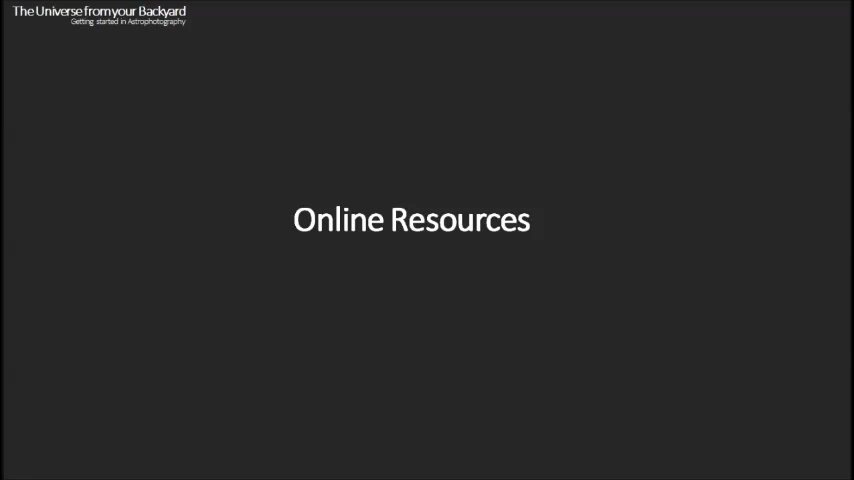 The Universe from your Backyard
Getting started in Astrophotography
Online Resources